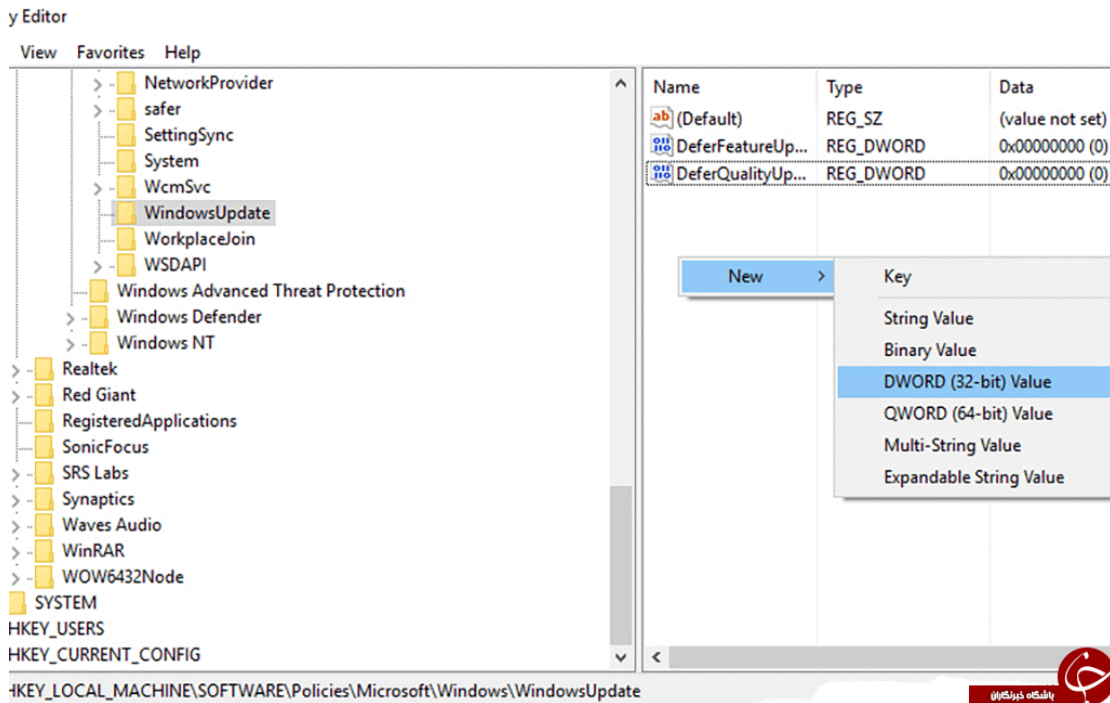 y Editor
View Favorites Help
NetworkProvider
safer
SettingSync
System
WcmSvc
WindowsUpdate
WorkplaceJoin
WSDAPI
Windows Advanced Threat Protection
Windows Defender
Windows NT
Realtek
Red Giant
RegisteredApplications
SonicFocus
SRS Labs
Synaptics
Waves Audio
WinRAR
WOW6432Node
SYSTEM
HKEY_USERS
HKEY_CURRENT_CONFIG
Name Type Data
(Default) REG_SZ (value not set)
DeferFeatureUp... REG_DWORD 0x00000000 (0)
DeferQualityUp... REG_DWORD 0x00000000 (0)
New
Key
String Value
Binary Value
DWORD (32-bit) Value
QWORD (64-bit) Value
Multi-String Value
Expandable String Value
HKEY_LOCAL_MACHINE\SOFTWARE\Policies\Microsoft\Windows\WindowsUpdate
باشگاه خبرنگاران